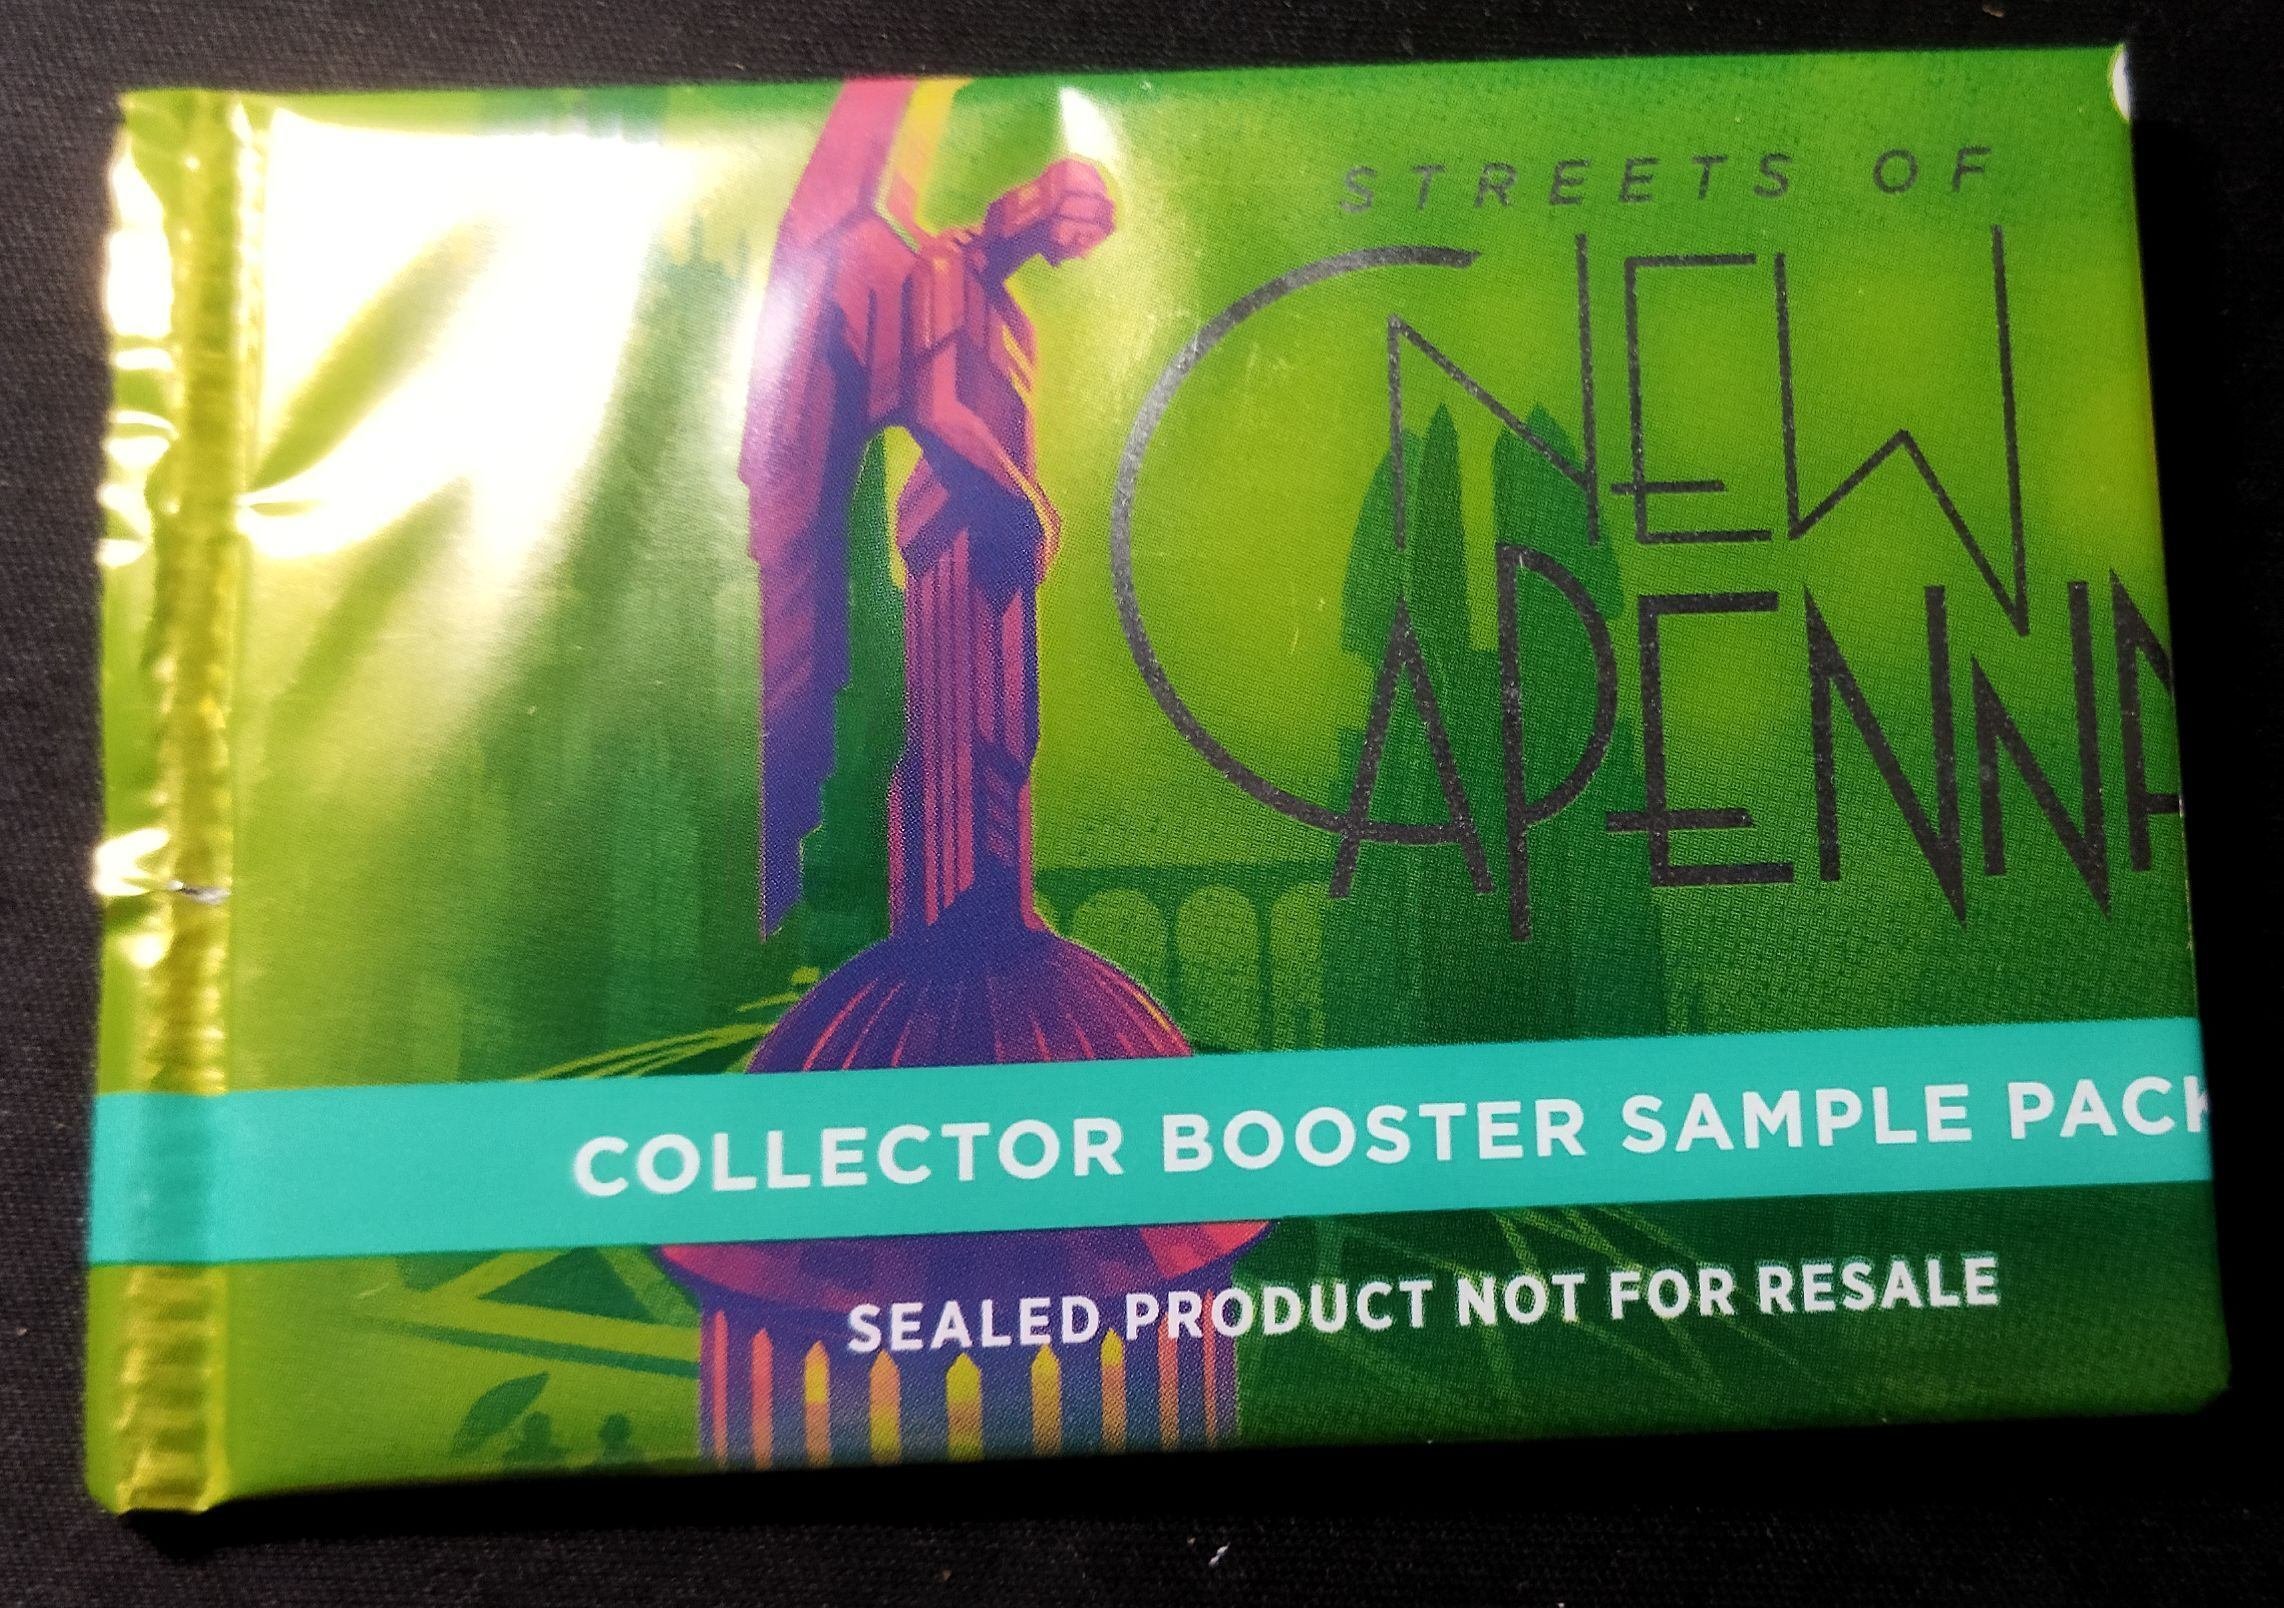 STREETS OF
NEW
CAPENNA
COLLECTOR BOOSTER SAMPLE PACK
SEALED PRODUCT NOT FOR RESALE